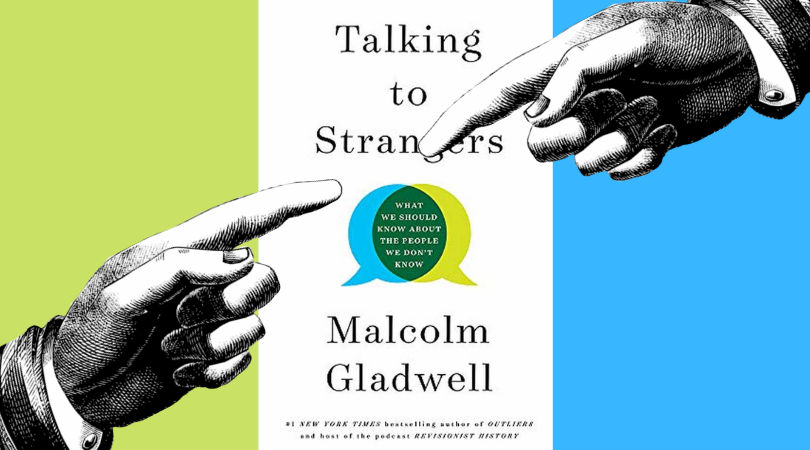 Talking
to
Strangers
WHAT
WE SHOULD
KNOW ABOUT
THE PEOPLE
WE DON'T
KNOW
Malcolm
Gladwell
#1 NEW YORK TIMES bestselling author of OUTLIERS
and host of the podcast REVISIONIST HISTORY